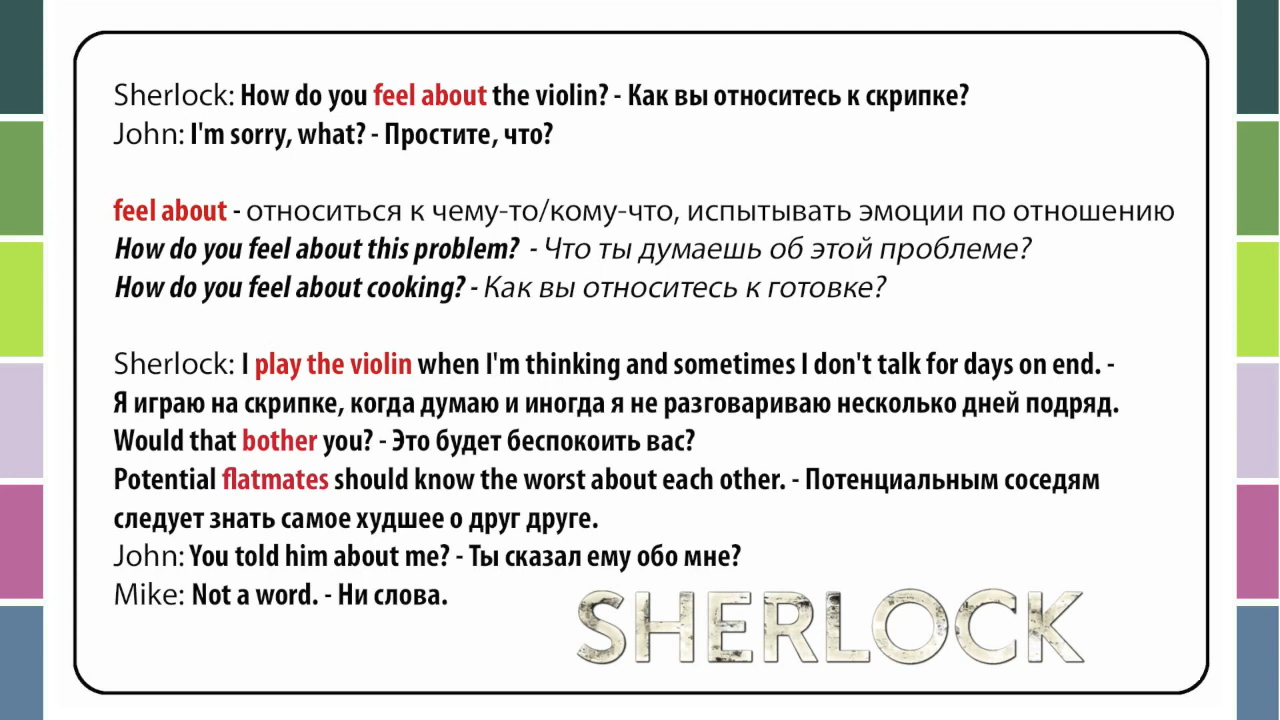 Sherlock: How do you feel about the violin? - Как вы относитесь к скрипке?
John: I'm sorry, what? - Простите, что?
feel about - относиться к чему-то/кому-что, испытывать эмоции по отношению
How do you feel about this problem? - Что ты думаешь об этой проблеме?
How do you feel about cooking? - Как вы относитесь к готовке?
Sherlock: I play the violin when I'm thinking and sometimes I don't talk for days on end. -
Я играю на скрипке, когда думаю и иногда я не разговариваю несколько дней подряд.
Would that bother you? - Это будет беспокоить вас?
Potential flatmates should know the worst about each other. - Потенциальным соседям
следует знать самое худшее о друг друге.
John: You told him about me? - Ты сказал ему обо мне?
Mike: Not a word. - Ни слова.
SHERLOCK